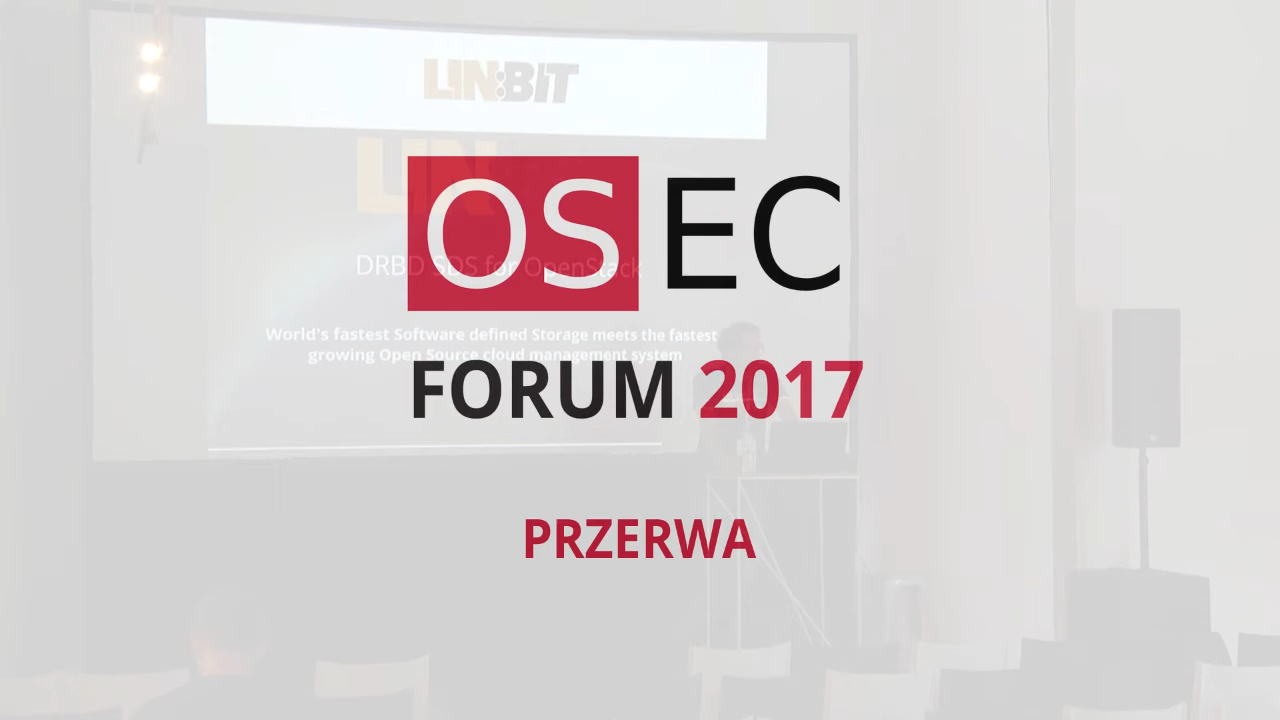 LINBIT
LIN
OSEC
DRBD SDS for OpenStack
World's fastest Software defined Storage meets the fastest
growing Open Source cloud management system
FORUM 2017
PRZERWA